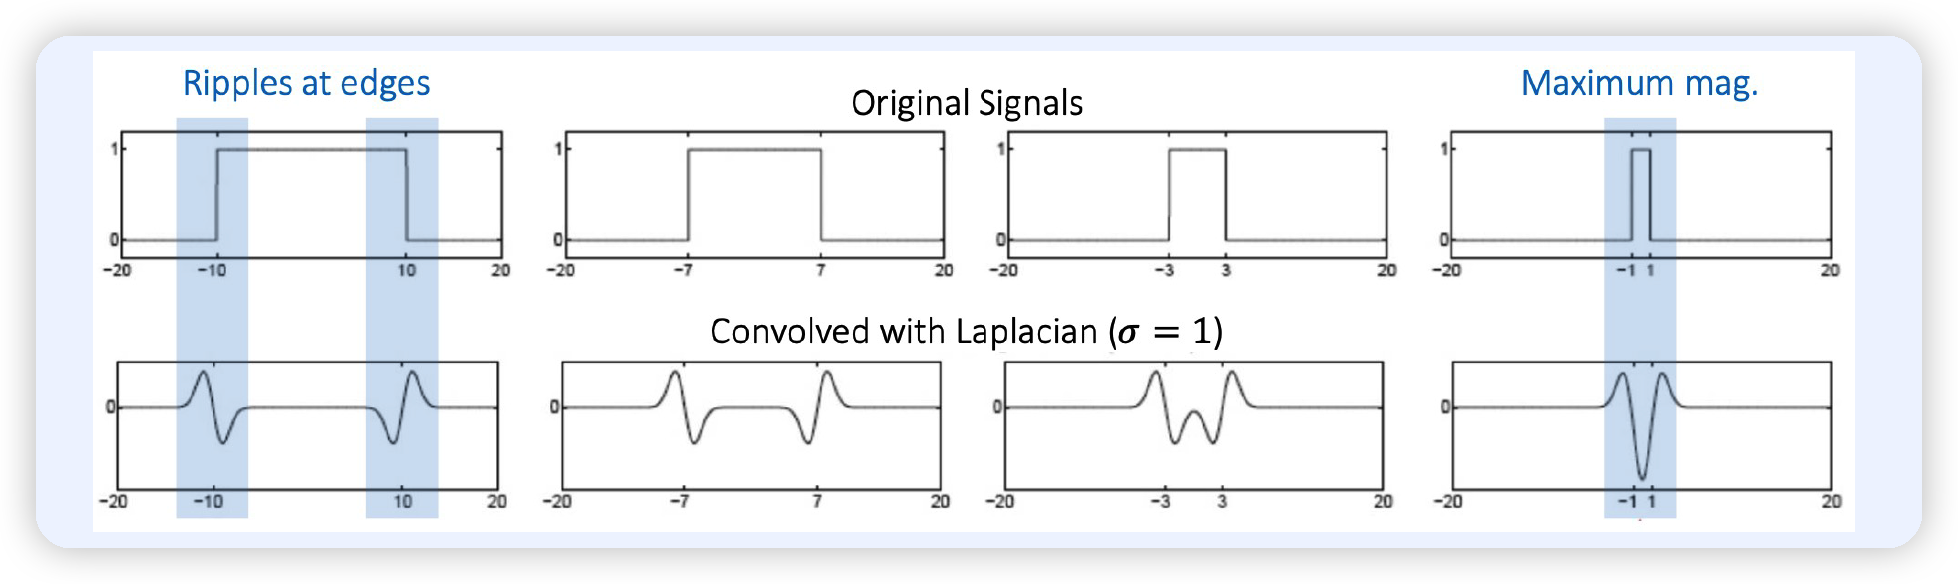 Ripples at edges
Original Signals
Maximum mag.
1
0
−20 −10 10 20
1
0
−20 −7 7 20
1
0
−20 −3 3 20
1
0
−20 −1 1 20
Convolved with Laplacian (σ = 1)
0
−20 −10 10 20
0
−20 −7 7 20
0
−20 −3 3 20
0
−20 −1 1 20